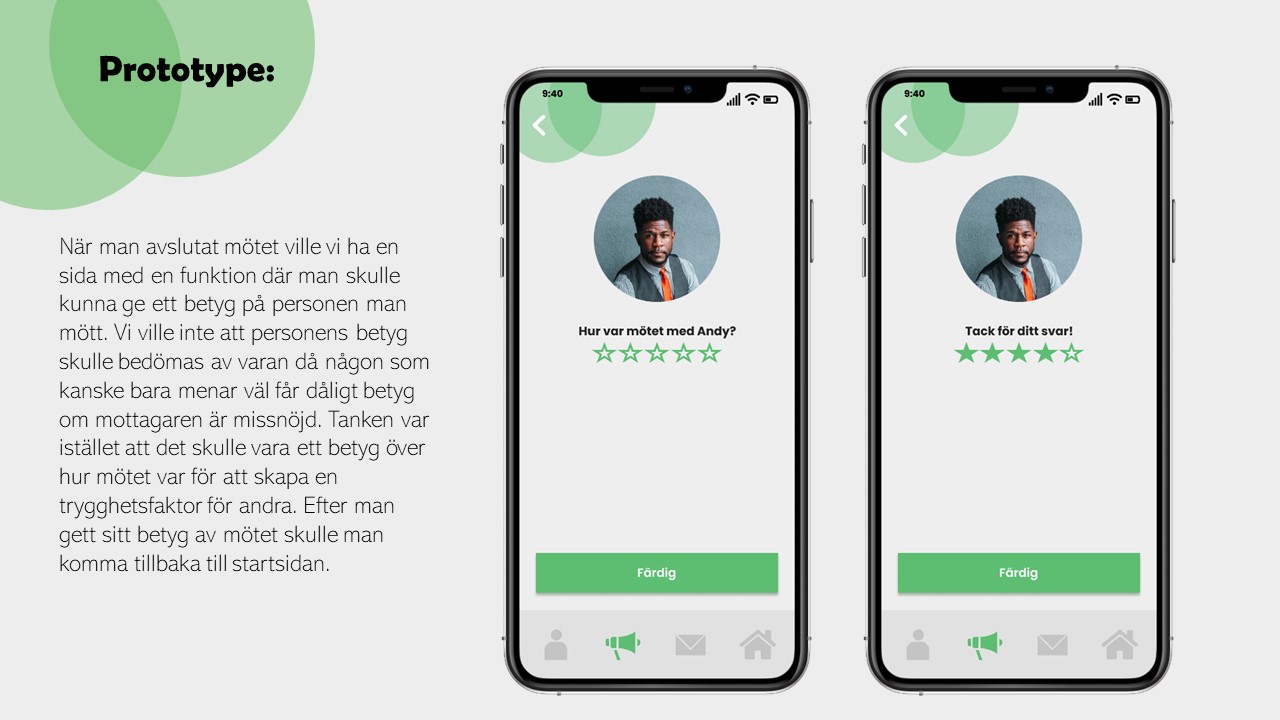 Prototype:
När man avslutat mötet ville vi ha en
sida med en funktion där man skulle
kunna ge ett betyg på personen man
mött. Vi ville inte att personens betyg
skulle bedömas av varan då någon som
kanske bara menar väl får dåligt betyg
om mottagaren är missnöjd. Tanken var
istället att det skulle vara ett betyg över
hur mötet var för att skapa en
trygghetsfaktor för andra. Efter man
gett sitt betyg av mötet skulle man
komma tillbaka till startsidan.
9:40
Hur var mötet med Andy?
Färdig
9:40
Tack för ditt svar!
Färdig